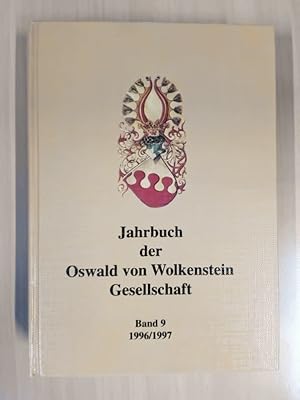 Jahrbuch
der
Oswald von Wolkenstein
Gesellschaft
Band 9
1996/1997